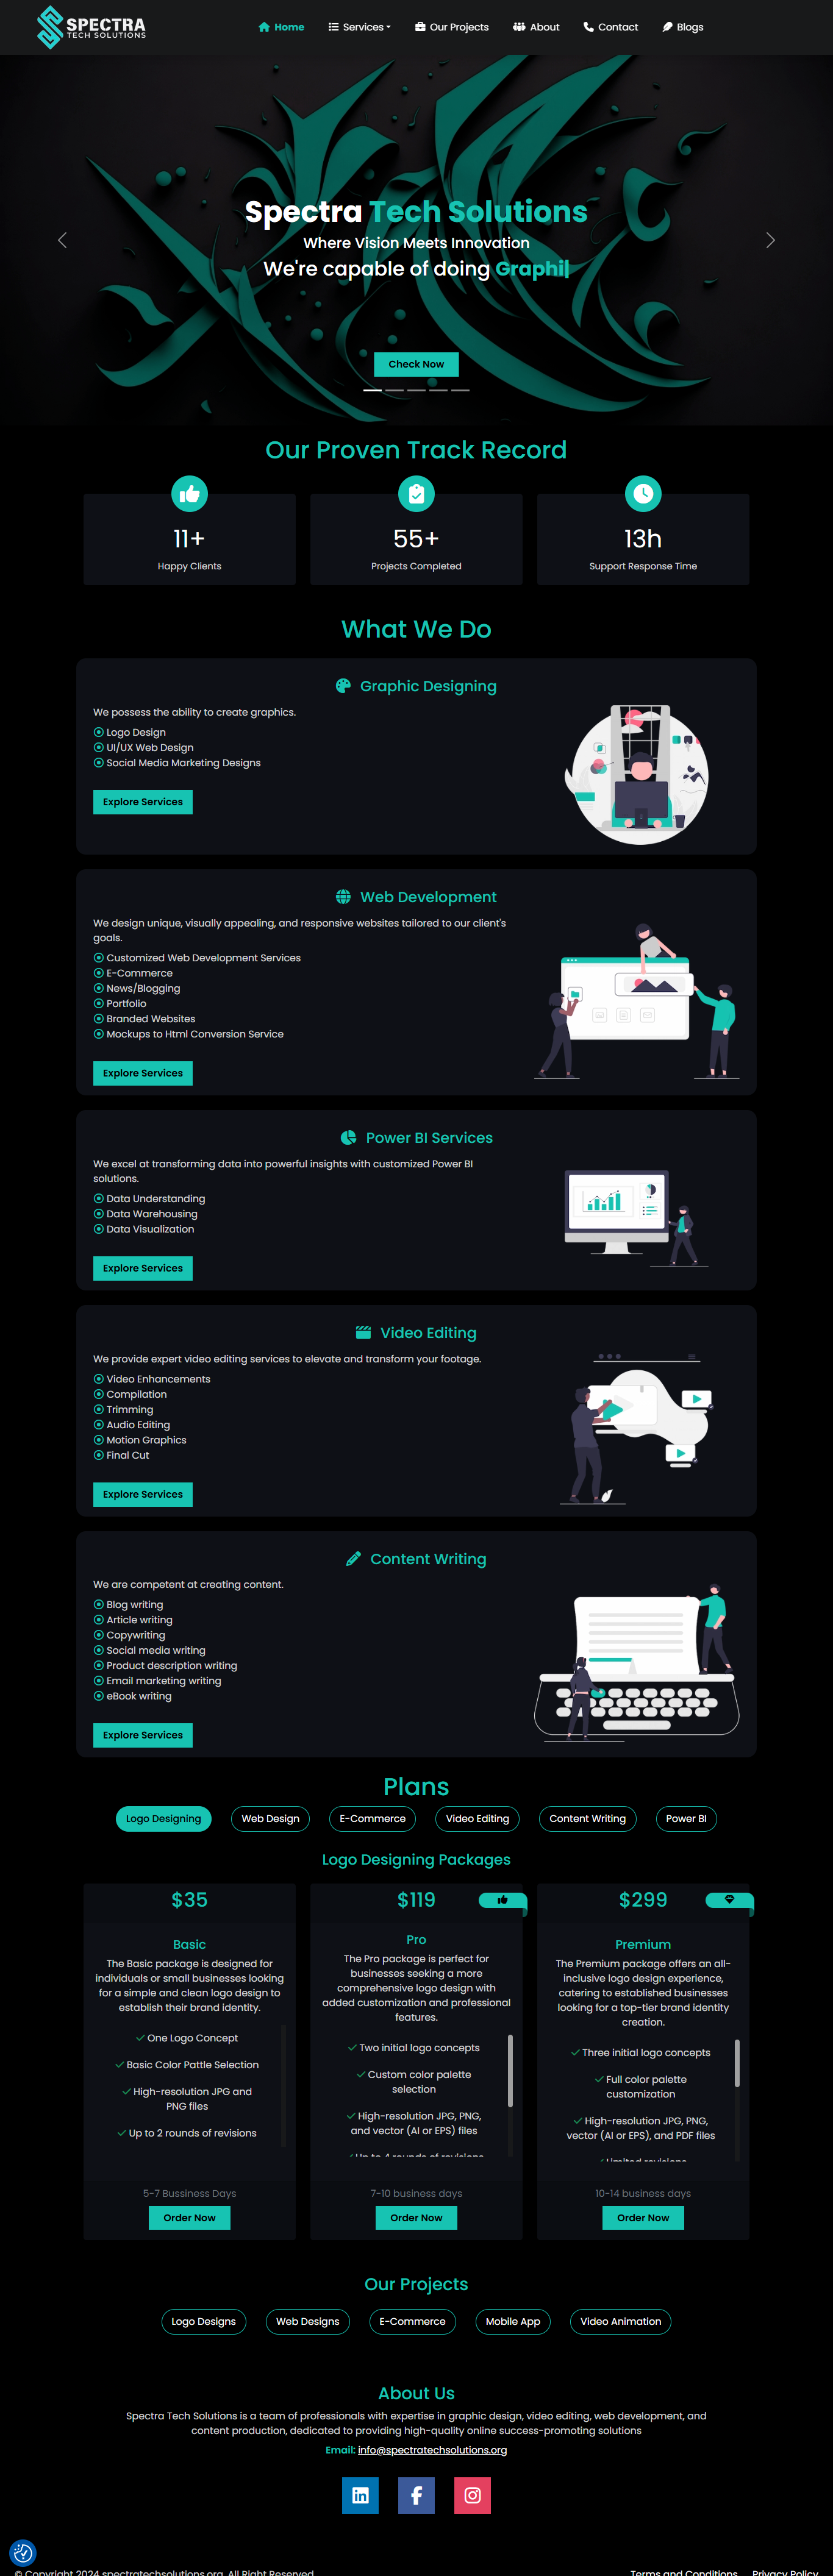 SPECTRA
TECH SOLUTIONS
Home
Services
Our Projects
About
Contact
Blogs
Spectra Tech Solutions
Where Vision Meets Innovation
We're capable of doing Graphi|
Check Now
Our Proven Track Record
11+
Happy Clients
55+
Projects Completed
13h
Support Response Time
What We Do
Graphic Designing
We possess the ability to create graphics.
Logo Design
UI/UX Web Design
Social Media Marketing Designs
Explore Services
Web Development
We design unique, visually appealing, and responsive websites tailored to our client's
goals.
Customized Web Development Services
E-Commerce
News/Blogging
Portfolio
Branded Websites
Mockups to Html Conversion Service
Explore Services
Power BI Services
We excel at transforming data into powerful insights with customized Power BI
solutions.
Data Understanding
Data Warehousing
Data Visualization
Explore Services
Video Editing
We provide expert video editing services to elevate and transform your footage.
Video Enhancements
Compilation
Trimming
Audio Editing
Motion Graphics
Final Cut
Explore Services
Content Writing
We are competent at creating content.
Blog writing
Article writing
Copywriting
Social media writing
Product description writing
Email marketing writing
eBook writing
Explore Services
Plans
Logo Designing
Web Design
E-Commerce
Video Editing
Content Writing
Power BI
Logo Designing Packages
$35
Basic
The Basic package is designed for
individuals or small businesses looking
for a simple and clean logo design to
establish their brand identity.
One Logo Concept
Basic Color Pattle Selection
High-resolution JPG and
PNG files
Up to 2 rounds of revisions
5-7 Bussiness Days
Order Now
$119
Pro
The Pro package is perfect for
businesses seeking a more
comprehensive logo design with
added customization and professional
features.
Two initial logo concepts
Custom color palette
selection
High-resolution JPG, PNG,
and vector (AI or EPS) files
Up to 4 rounds of revisions
7-10 business days
Order Now
$299
Premium
The Premium package offers an all-
inclusive logo design experience,
catering to established businesses
looking for a top-tier brand identity
creation.
Three initial logo concepts
Full color palette
customization
High-resolution JPG, PNG,
vector (AI or EPS), and PDF files
10-14 business days
Order Now
Our Projects
Logo Designs
Web Designs
E-Commerce
Mobile App
Video Animation
About Us
Spectra Tech Solutions is a team of professionals with expertise in graphic design, video editing, web development, and
content production, dedicated to providing high-quality online success-promoting solutions
Email: info@spectratechsolutions.org
© Copyright 2024 spectratechsolutions.org. All Right Reserved
Terms and Conditions
Privacy Policy